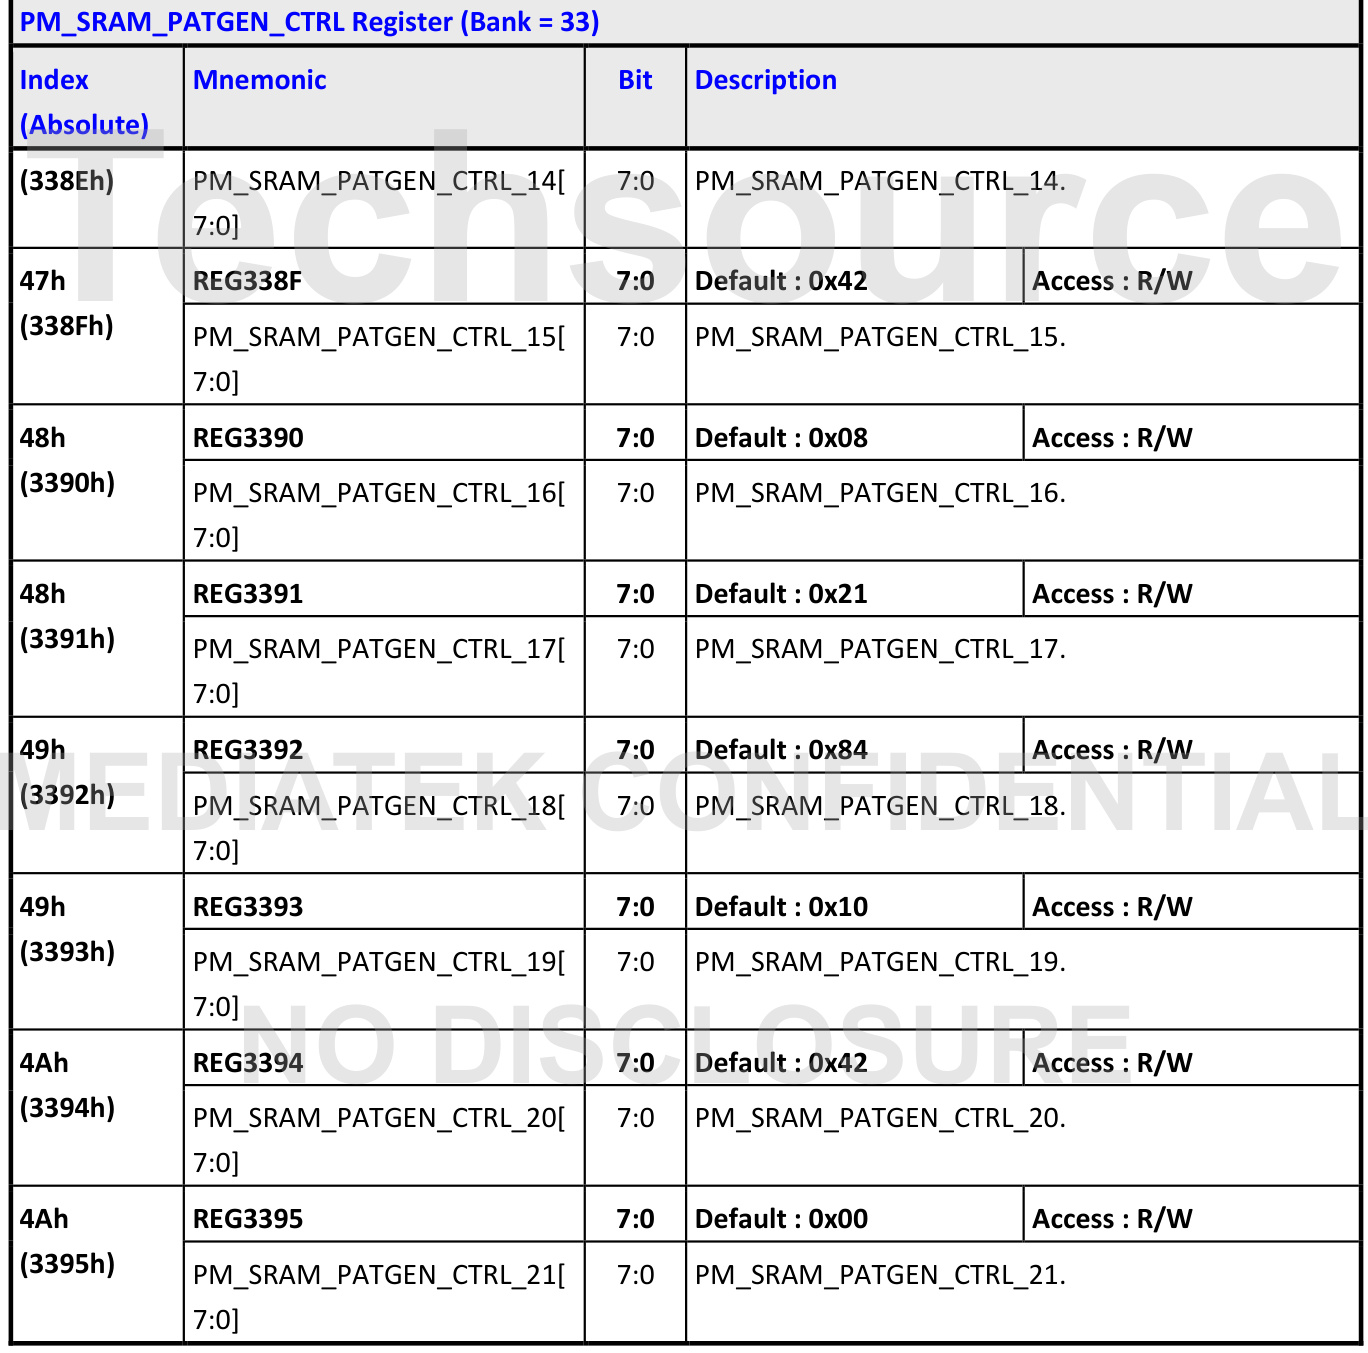 PM_SRAM_PATGEN_CTRL Register (Bank = 33)
Index (Absolute) Mnemonic Bit Description
(338Eh) PM_SRAM_PATGEN_CTRL_14[ 7:0 PM_SRAM_PATGEN_CTRL_14.
7:0]
47h REG338F 7:0 Default : 0x42 Access : R/W
(338Fh) PM_SRAM_PATGEN_CTRL_15[ 7:0 PM_SRAM_PATGEN_CTRL_15.
7:0]
48h REG3390 7:0 Default : 0x08 Access : R/W
(3390h) PM_SRAM_PATGEN_CTRL_16[ 7:0 PM_SRAM_PATGEN_CTRL_16.
7:0]
48h REG3391 7:0 Default : 0x21 Access : R/W
(3391h) PM_SRAM_PATGEN_CTRL_17[ 7:0 PM_SRAM_PATGEN_CTRL_17.
7:0]
49h REG3392 7:0 Default : 0x84 Access : R/W
(3392h) PM_SRAM_PATGEN_CTRL_18[ 7:0 PM_SRAM_PATGEN_CTRL_18.
7:0]
49h REG3393 7:0 Default : 0x10 Access : R/W
(3393h) PM_SRAM_PATGEN_CTRL_19[ 7:0 PM_SRAM_PATGEN_CTRL_19.
7:0]
4Ah REG3394 7:0 Default : 0x42 Access : R/W
(3394h) PM_SRAM_PATGEN_CTRL_20[ 7:0 PM_SRAM_PATGEN_CTRL_20.
7:0]
4Ah REG3395 7:0 Default : 0x00 Access : R/W
(3395h) PM_SRAM_PATGEN_CTRL_21[ 7:0 PM_SRAM_PATGEN_CTRL_21.
7:0]
Techsource
MEDIATEK CONFIDENTIAL
NO DISCLOSURE